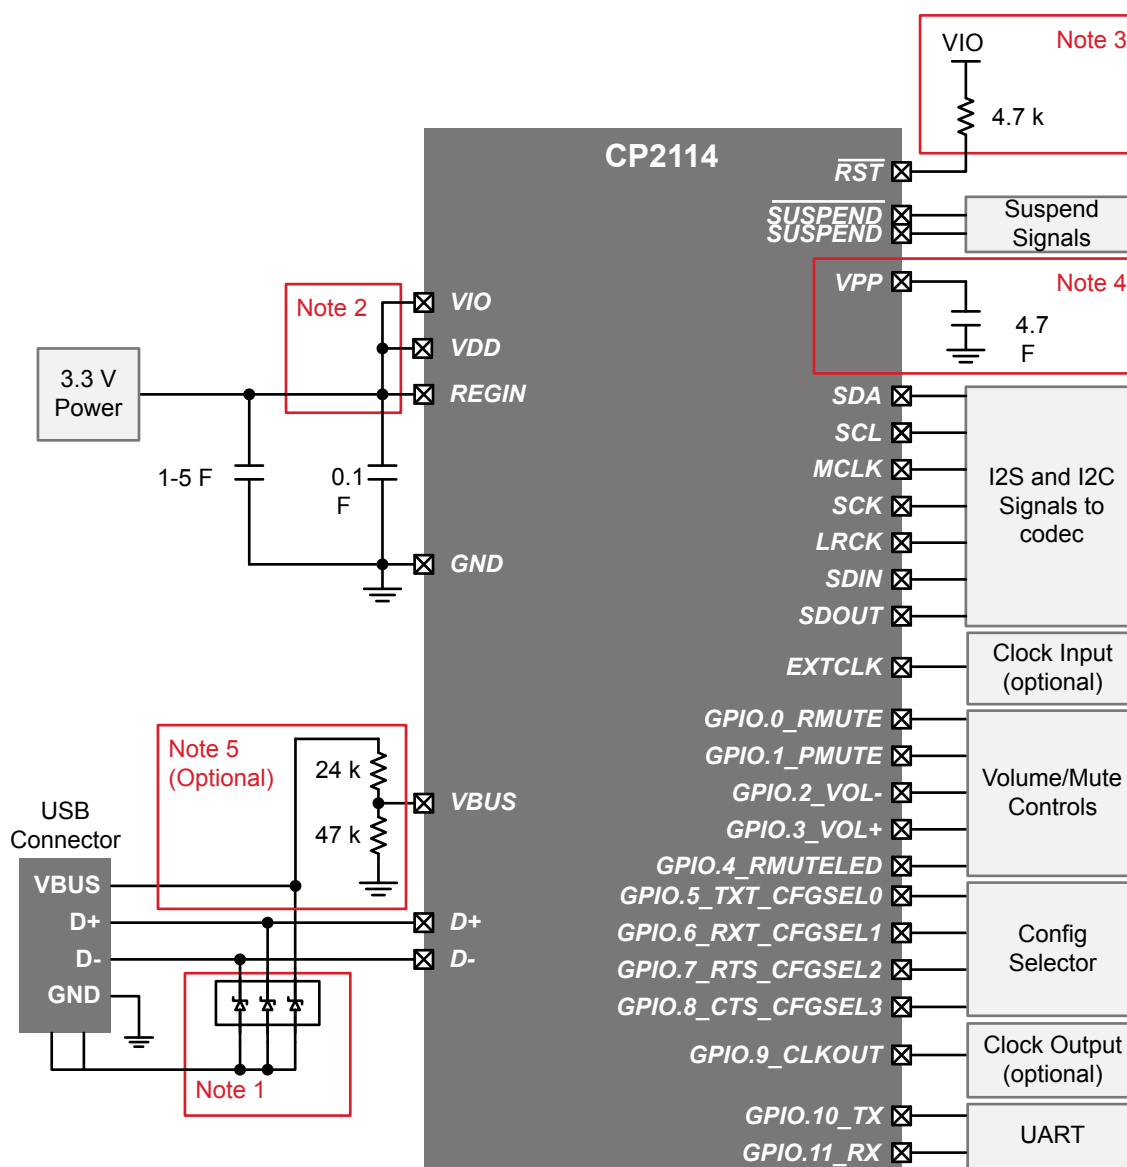 VIO
Note 3
4.7 k
CP2114
RST
SUSPEND
SUSPEND
Suspend
Signals
VPP
Note 4
4.7
F
Note 2
VIO
VDD
REGIN
3.3 V
Power
1-5 F
0.1
F
GND
SDA
SCL
MCLK
SCK
LRCK
SDIN
SDOUT
I2S and I2C
Signals to
codec
EXTCLK
Clock Input
(optional)
GPIO.0_RMUTE
GPIO.1_PMUTE
GPIO.2_VOL-
GPIO.3_VOL+
GPIO.4_RMUTELED
Volume/Mute
Controls
Note 5
(Optional)
24 k
47 k
VBUS
USB
Connector
VBUS
D+
D-
GND
D+
D-
Note 1
GPIO.5_TXT_CFGSEL0
GPIO.6_RXT_CFGSEL1
GPIO.7_RTS_CFGSEL2
GPIO.8_CTS_CFGSEL3
Config
Selector
GPIO.9_CLKOUT
Clock Output
(optional)
GPIO.10_TX
GPIO.11_RX
UART